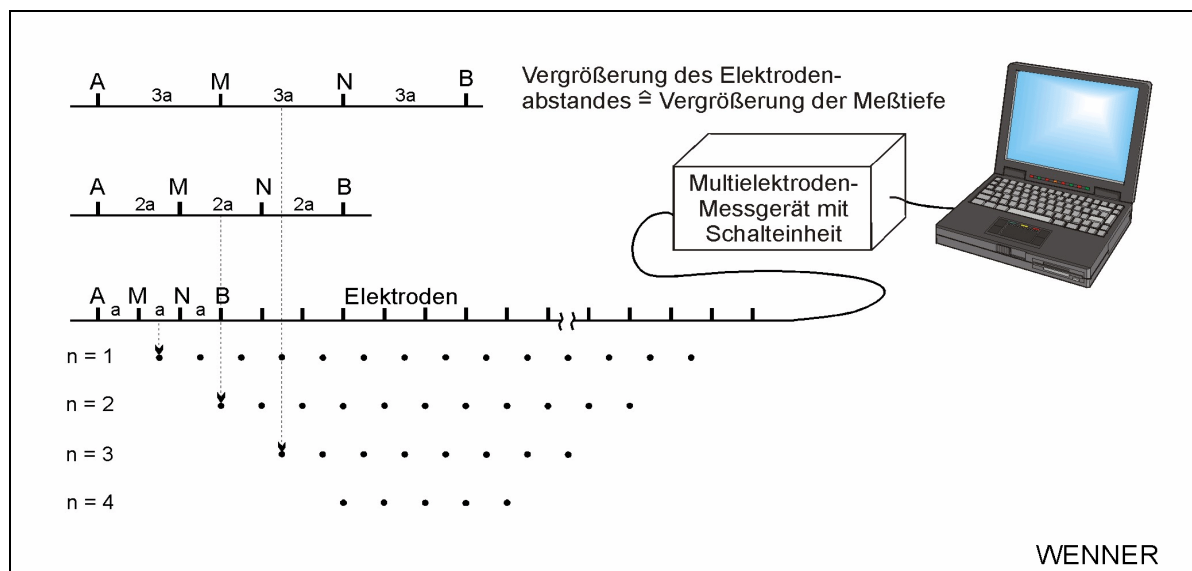 A M N B
3a 3a 3a
Vergrößerung des Elektroden-
abstandes ≙ Vergrößerung der Meßtiefe
A M N B
2a 2a 2a
Multielektroden-
Messgerät mit
Schalteinheit
A M N B Elektroden
a a a
n = 1
n = 2
n = 3
n = 4
WENNER